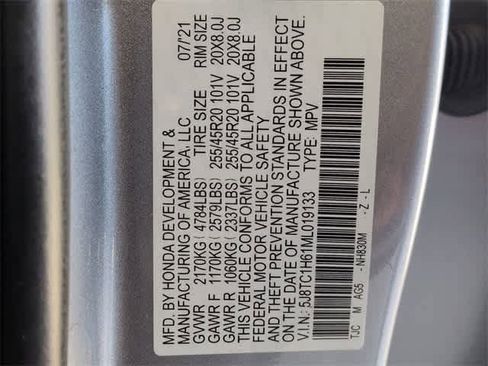 MFD. BY HONDA DEVELOPMENT & 07/21
MANUFACTURING OF AMERICA, LLC
GVWR 2170KG (4784LBS) TIRE SIZE RIM SIZE
GAWR F 1170KG (2579LBS) 255/45R20 101V 20X8.0J
GAWR R 1060KG (2337LBS) 255/45R20 101V 20X8.0J
THIS VEHICLE CONFORMS TO ALL APPLICABLE
FEDERAL MOTOR VEHICLE SAFETY
AND THEFT PREVENTION STANDARDS IN EFFECT
ON THE DATE OF MANUFACTURE SHOWN ABOVE.
V.I.N.: 5J8TC1H61ML019133 TYPE: MPV
TJC M AG5 -NH830M -Z-L